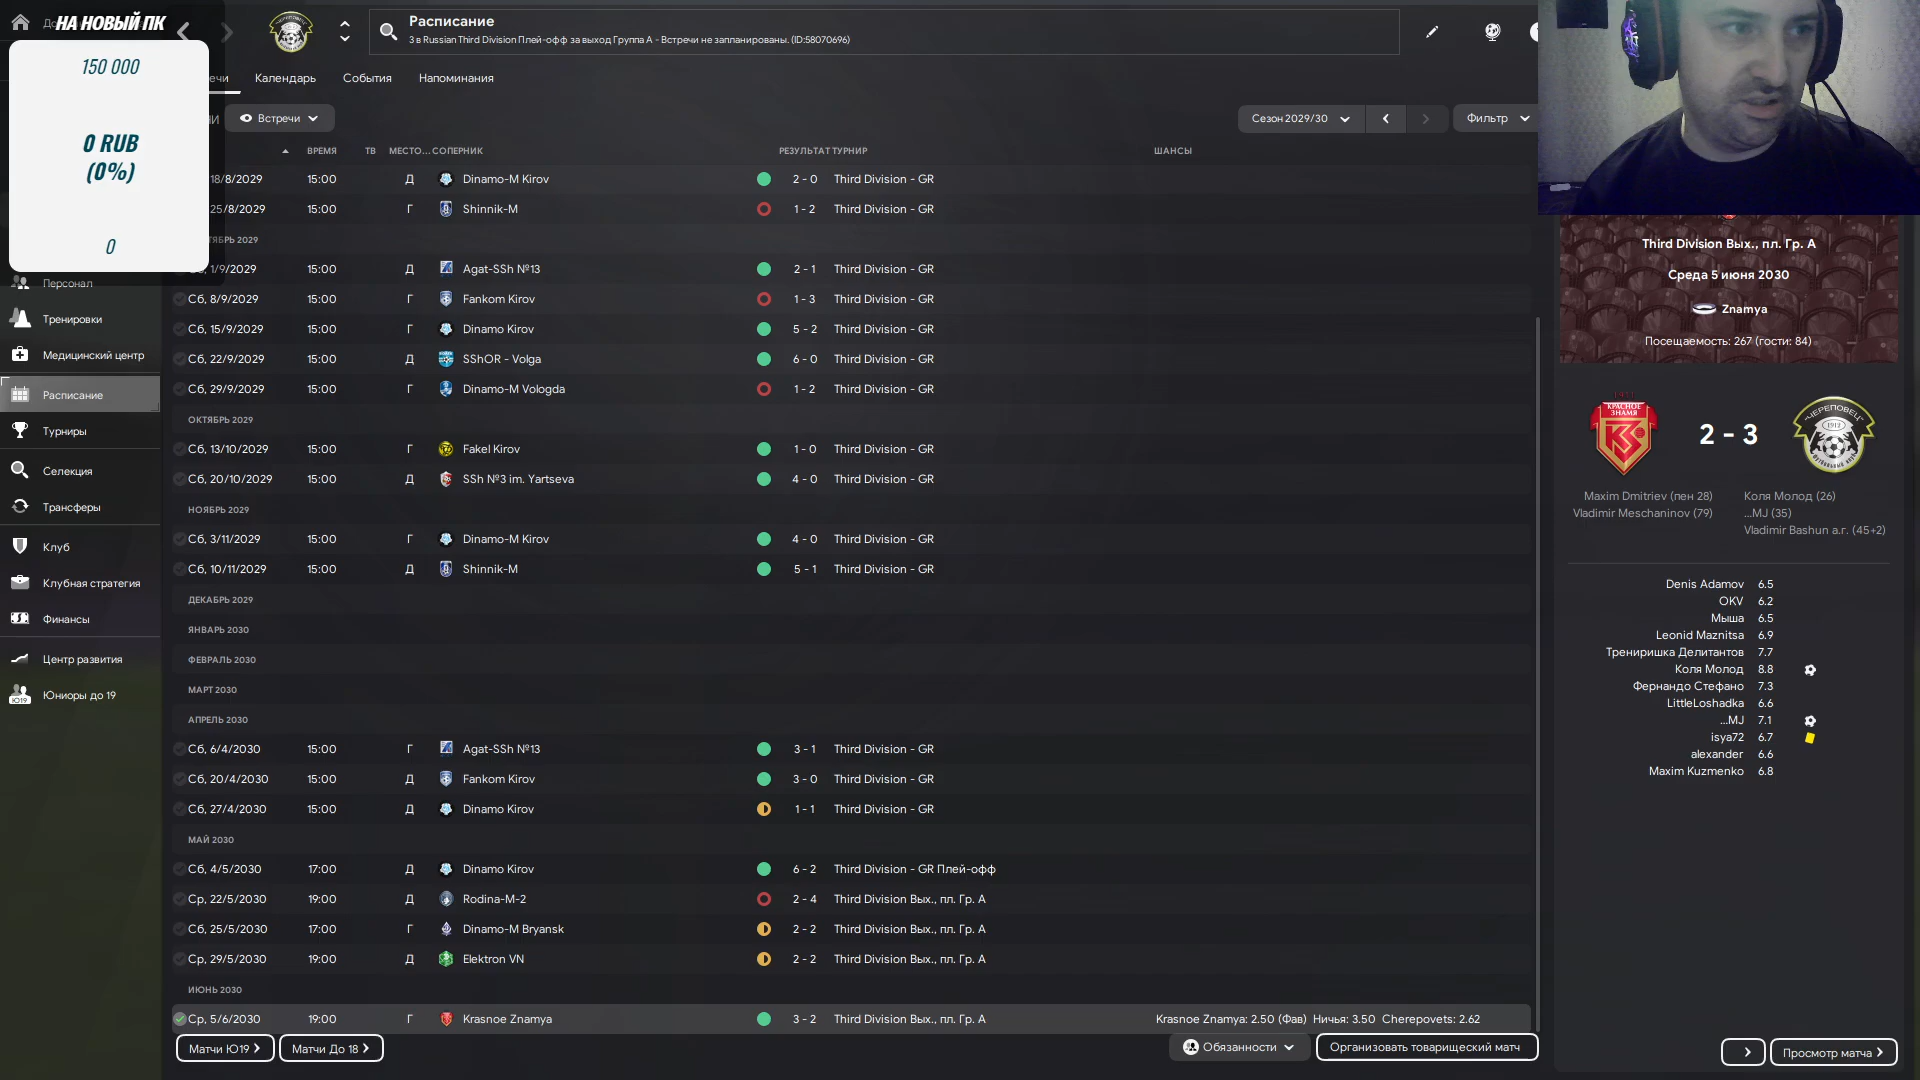 НА НОВЫЙ ПК
150 000
0 RUB
(0%)
0
Расписание
3 в Russian Third Division Плей-офф за выход Группа A - Встречи не запланированы. (ID:58070696)
Календарь События Напоминания
Встречи
Сезон 2029/30
Фильтр
ВРЕМЯ ТВ МЕСТО... СОПЕРНИК РЕЗУЛЬТАТ ТУРНИР ШАНСЫ
18/8/2029 15:00 Д Dinamo-M Kirov 2 - 0 Third Division - GR
25/8/2029 15:00 Г Shinnik-M 1 - 2 Third Division - GR
1/9/2029 15:00 Д Agat-SSh №13 2 - 1 Third Division - GR
Сб, 8/9/2029 15:00 Г Fankom Kirov 1 - 3 Third Division - GR
Сб, 15/9/2029 15:00 Г Dinamo Kirov 5 - 2 Third Division - GR
Сб, 22/9/2029 15:00 Д SShOR - Volga 6 - 0 Third Division - GR
Сб, 29/9/2029 15:00 Г Dinamo-M Vologda 1 - 2 Third Division - GR
ОКТЯБРЬ 2029
Сб, 13/10/2029 15:00 Г Fakel Kirov 1 - 0 Third Division - GR
Сб, 20/10/2029 15:00 Д SSh №3 im. Yartseva 4 - 0 Third Division - GR
НОЯБРЬ 2029
Сб, 3/11/2029 15:00 Г Dinamo-M Kirov 4 - 0 Third Division - GR
Сб, 10/11/2029 15:00 Д Shinnik-M 5 - 1 Third Division - GR
ДЕКАБРЬ 2029
ЯНВАРЬ 2030
ФЕВРАЛЬ 2030
МАРТ 2030
АПРЕЛЬ 2030
Сб, 6/4/2030 15:00 Г Agat-SSh №13 3 - 1 Third Division - GR
Сб, 20/4/2030 15:00 Д Fankom Kirov 3 - 0 Third Division - GR
Сб, 27/4/2030 15:00 Д Dinamo Kirov 1 - 1 Third Division - GR
МАЙ 2030
Сб, 4/5/2030 17:00 Д Dinamo Kirov 6 - 2 Third Division - GR Плей-офф
Ср, 22/5/2030 19:00 Д Rodina-M-2 2 - 4 Third Division Вых., пл. Гр. A
Сб, 25/5/2030 17:00 Г Dinamo-M Bryansk 2 - 2 Third Division Вых., пл. Гр. A
Ср, 29/5/2030 19:00 Д Elektron VN 2 - 2 Third Division Вых., пл. Гр. A
ИЮНЬ 2030
Ср, 5/6/2030 19:00 Г Krasnoe Znamya 3 - 2 Third Division Вых., пл. Гр. A Krasnoe Znamya: 2.50 (Фав) Ничья: 3.50 Cherepovets: 2.62
Матчи Ю19
Матчи До 18
Обязанности
Организовать товарищеский матч
Персонал
Тренировки
Медицинский центр
Расписание
Турниры
Селекция
Трансферы
Клуб
Клубная стратегия
Финансы
Центр развития
Юниоры до 19
Third Division Вых., пл. Гр. A
Среда 5 июня 2030
Znamya
Посещаемость: 267 (гости: 84)
КРАСНОЕ
ЗНАМЯ
2 - 3
ЧЕРЕПОВЕЦ
Maxim Dmitriev (пен 28)
Vladimir Meschaninov (79)
Коля Молод (26)
...MJ (35)
Vladimir Bashun а.г. (45+2)
Denis Adamov 6.5
OKV 6.2
Мыша 6.5
Leonid Maznitsa 6.9
Трениришка Делитантов 7.7
Коля Молод 8.8
Фернандо Стефано 7.3
LittleLoshadka 6.6
...MJ 7.1
isya72 6.7
alexander 6.6
Maxim Kuzmenko 6.8
Просмотр матча